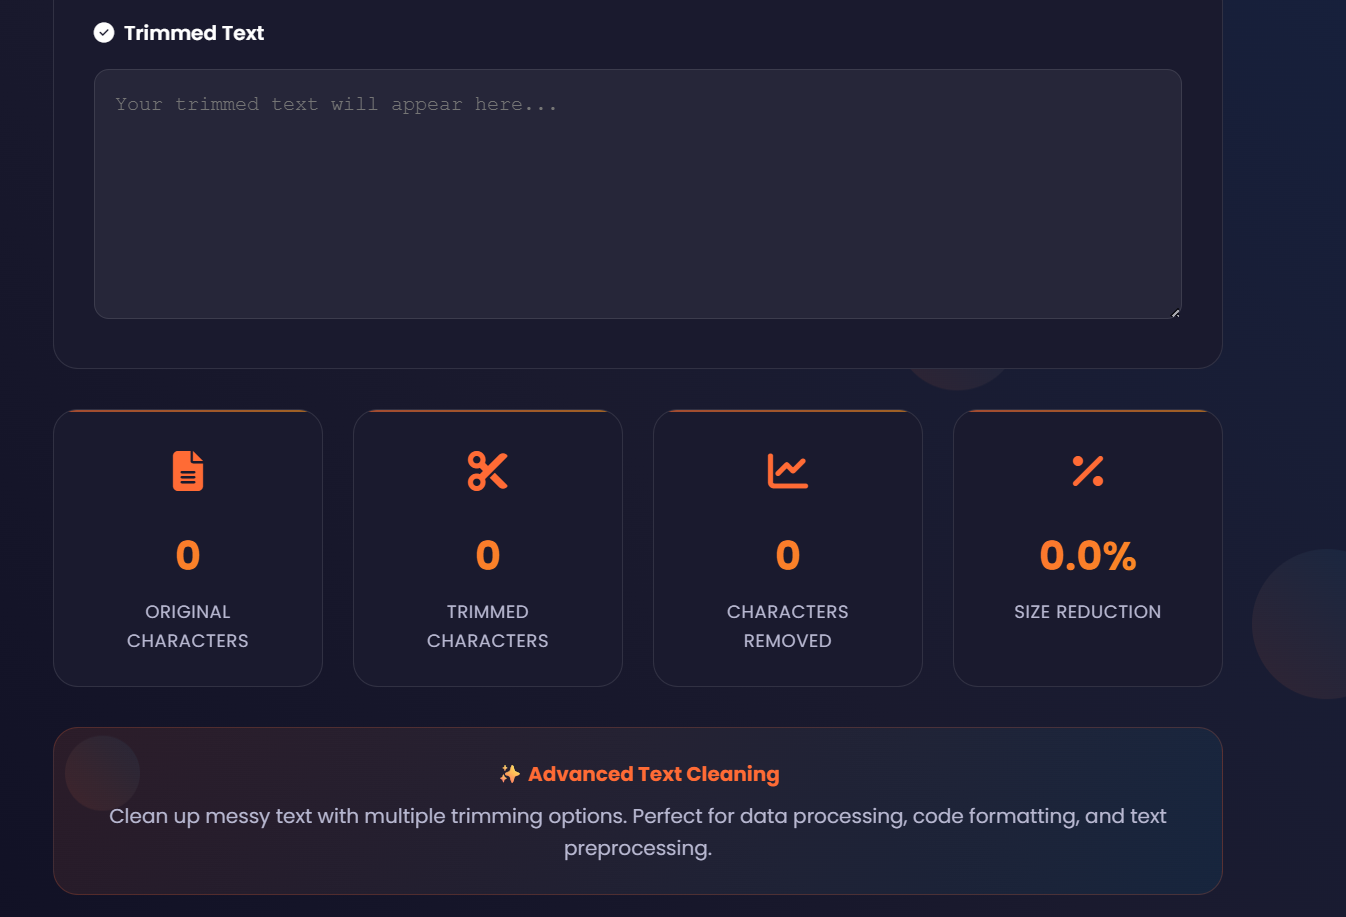 Trimmed Text
Your trimmed text will appear here...
0
ORIGINAL
CHARACTERS
0
TRIMMED
CHARACTERS
0
CHARACTERS
REMOVED
0.0%
SIZE REDUCTION
✨ Advanced Text Cleaning
Clean up messy text with multiple trimming options. Perfect for data processing, code formatting, and text
preprocessing.